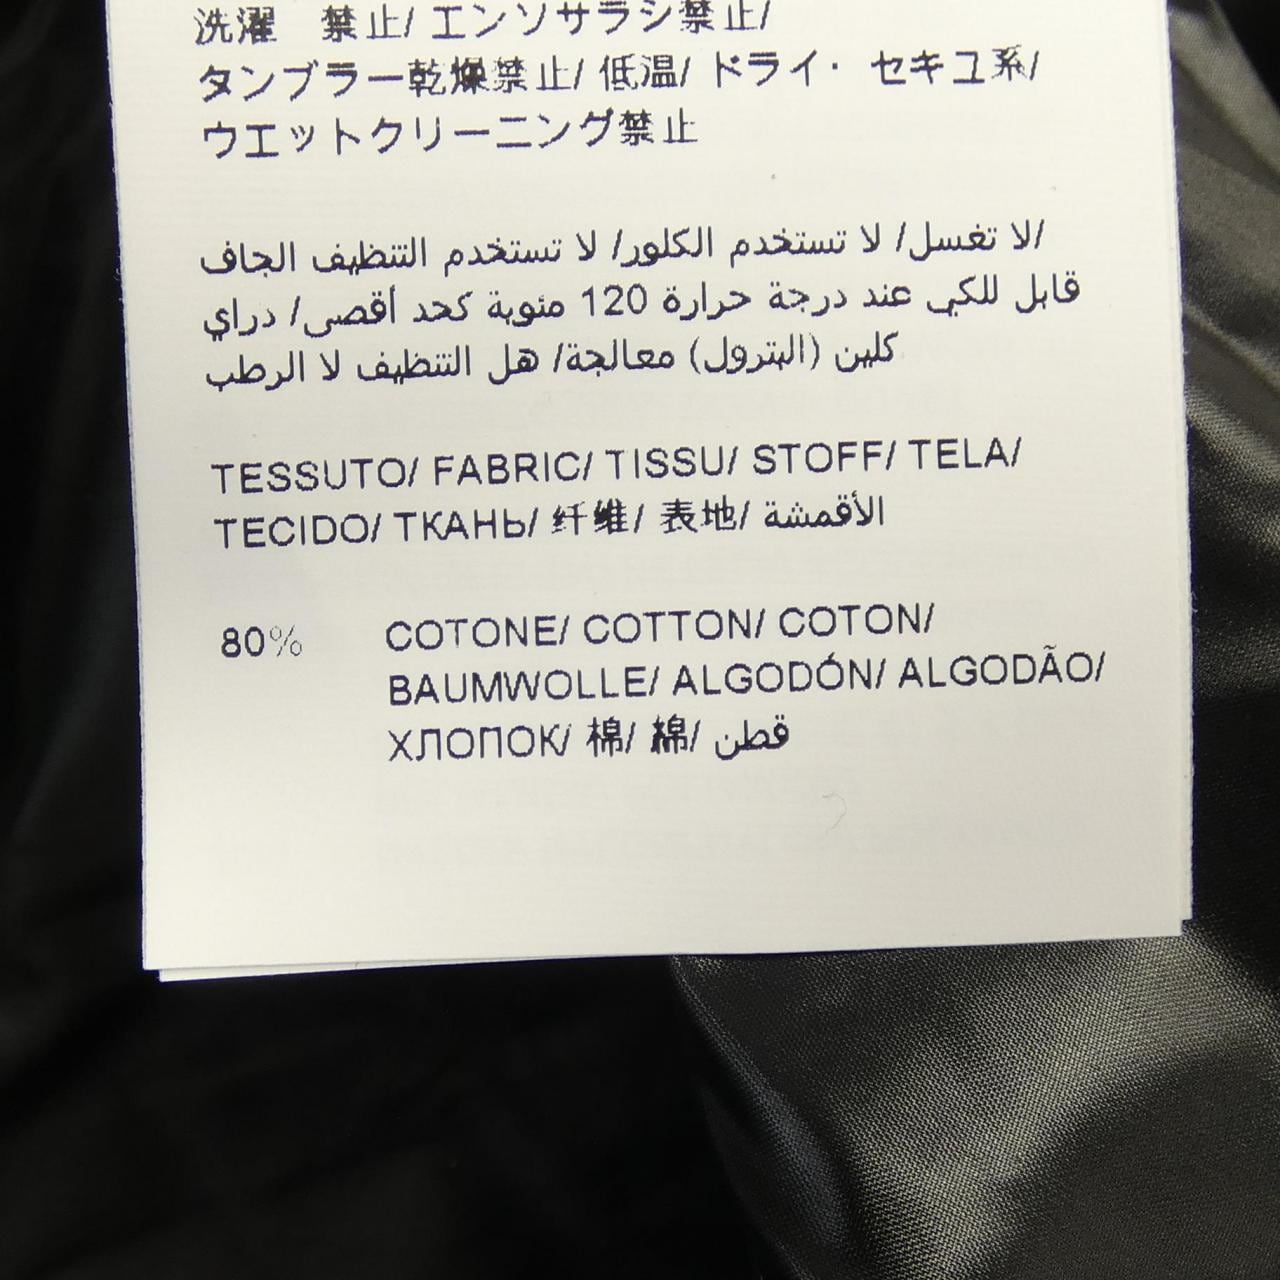 洗濯　禁止/ エンソサラシ禁止/
タンブラー乾燥禁止/ 低温/ ドライ・ セキユ系/
ウエットクリーニング禁止
لا تغسل/ لا تستخدم الكلور/ لا تستخدم التنظيف الجاف/
قابل للكي عند درجة حرارة 120 مئوية كحد أقصى/ دراي
كلين (البترول) معالجة/ هل التنظيف لا الرطب
TESSUTO/ FABRIC/ TISSU/ STOFF/ TELA/
TECIDO/ ТКАНЬ/ 纤维/ 表地/ الأقمشة
80% COTONE/ COTTON/ COTON/
BAUMWOLLE/ ALGODÓN/ ALGODÃO/
ХЛОПОК/ 棉/ 綿/ قطن